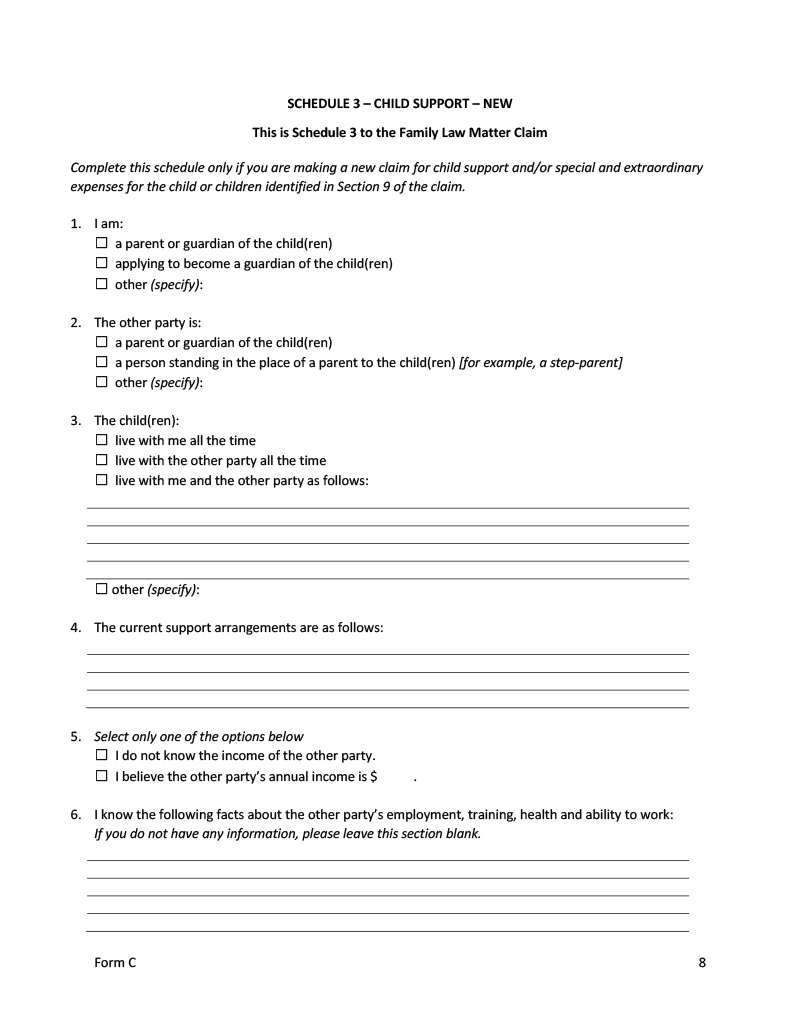 SCHEDULE 3 – CHILD SUPPORT – NEW
This is Schedule 3 to the Family Law Matter Claim
Complete this schedule only if you are making a new claim for child support and/or special and extraordinary
expenses for the child or children identified in Section 9 of the claim.
1. I am:
☐ a parent or guardian of the child(ren)
☐ applying to become a guardian of the child(ren)
☐ other (specify):
2. The other party is:
☐ a parent or guardian of the child(ren)
☐ a person standing in the place of a parent to the child(ren) [for example, a step-parent]
☐ other (specify):
3. The child(ren):
☐ live with me all the time
☐ live with the other party all the time
☐ live with me and the other party as follows:
☐ other (specify):
4. The current support arrangements are as follows:
5. Select only one of the options below
☐ I do not know the income of the other party.
☐ I believe the other party’s annual income is $ .
6. I know the following facts about the other party’s employment, training, health and ability to work:
If you do not have any information, please leave this section blank.
Form C 8